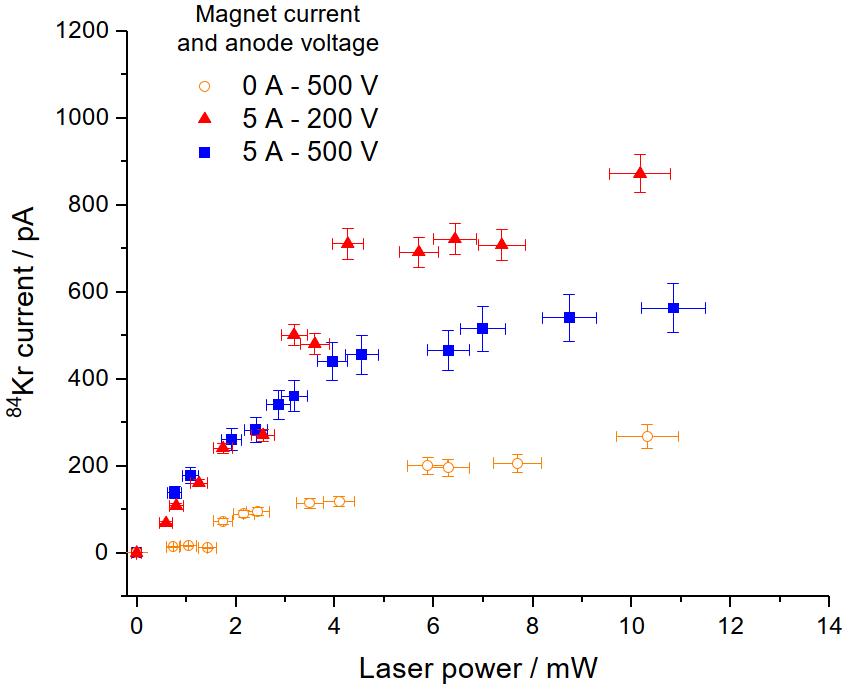 Magnet current
and anode voltage
0 A - 500 V
5 A - 200 V
5 A - 500 V
1200
1000
800
600
400
200
0
⁸⁴Kr current / pA
0 2 4 6 8 10 12 14
Laser power / mW